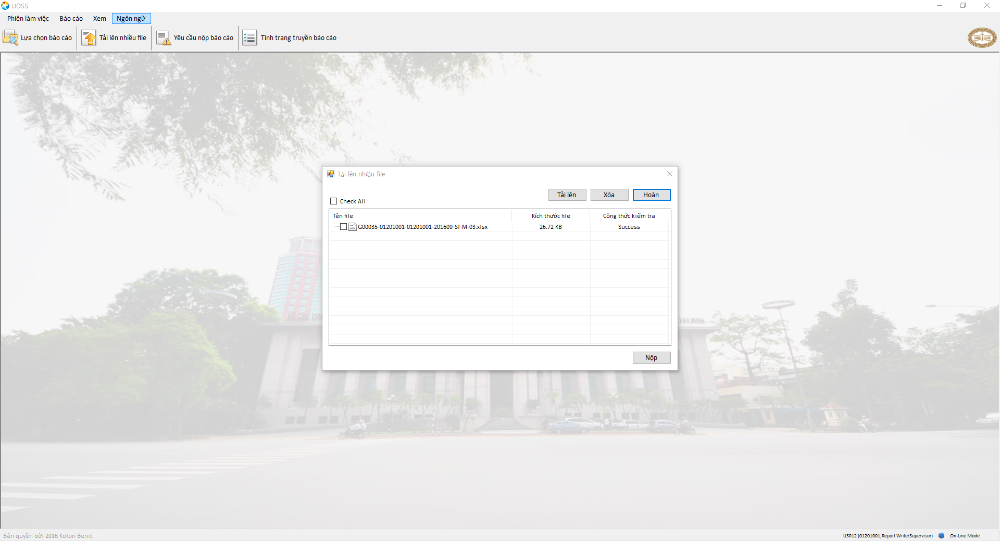 UDSS
Phiên làm việc Báo cáo Xem Ngôn ngữ
Lựa chọn báo cáo Tải lên nhiều file Yêu cầu nộp báo cáo Tình trạng truyền báo cáo
Tải lên nhiều file
Tải lên Xóa Hoàn
Check All
Tên file Kích thước file Công thức kiểm tra
G00035-01201001-01201001-201609-SI-M-03.xlsx 26.72 KB Success
Nộp
Bản quyền bởi 2016 Kolon Benit.
USR12 (01201001,Report WriterSupervisor) On-Line Mode